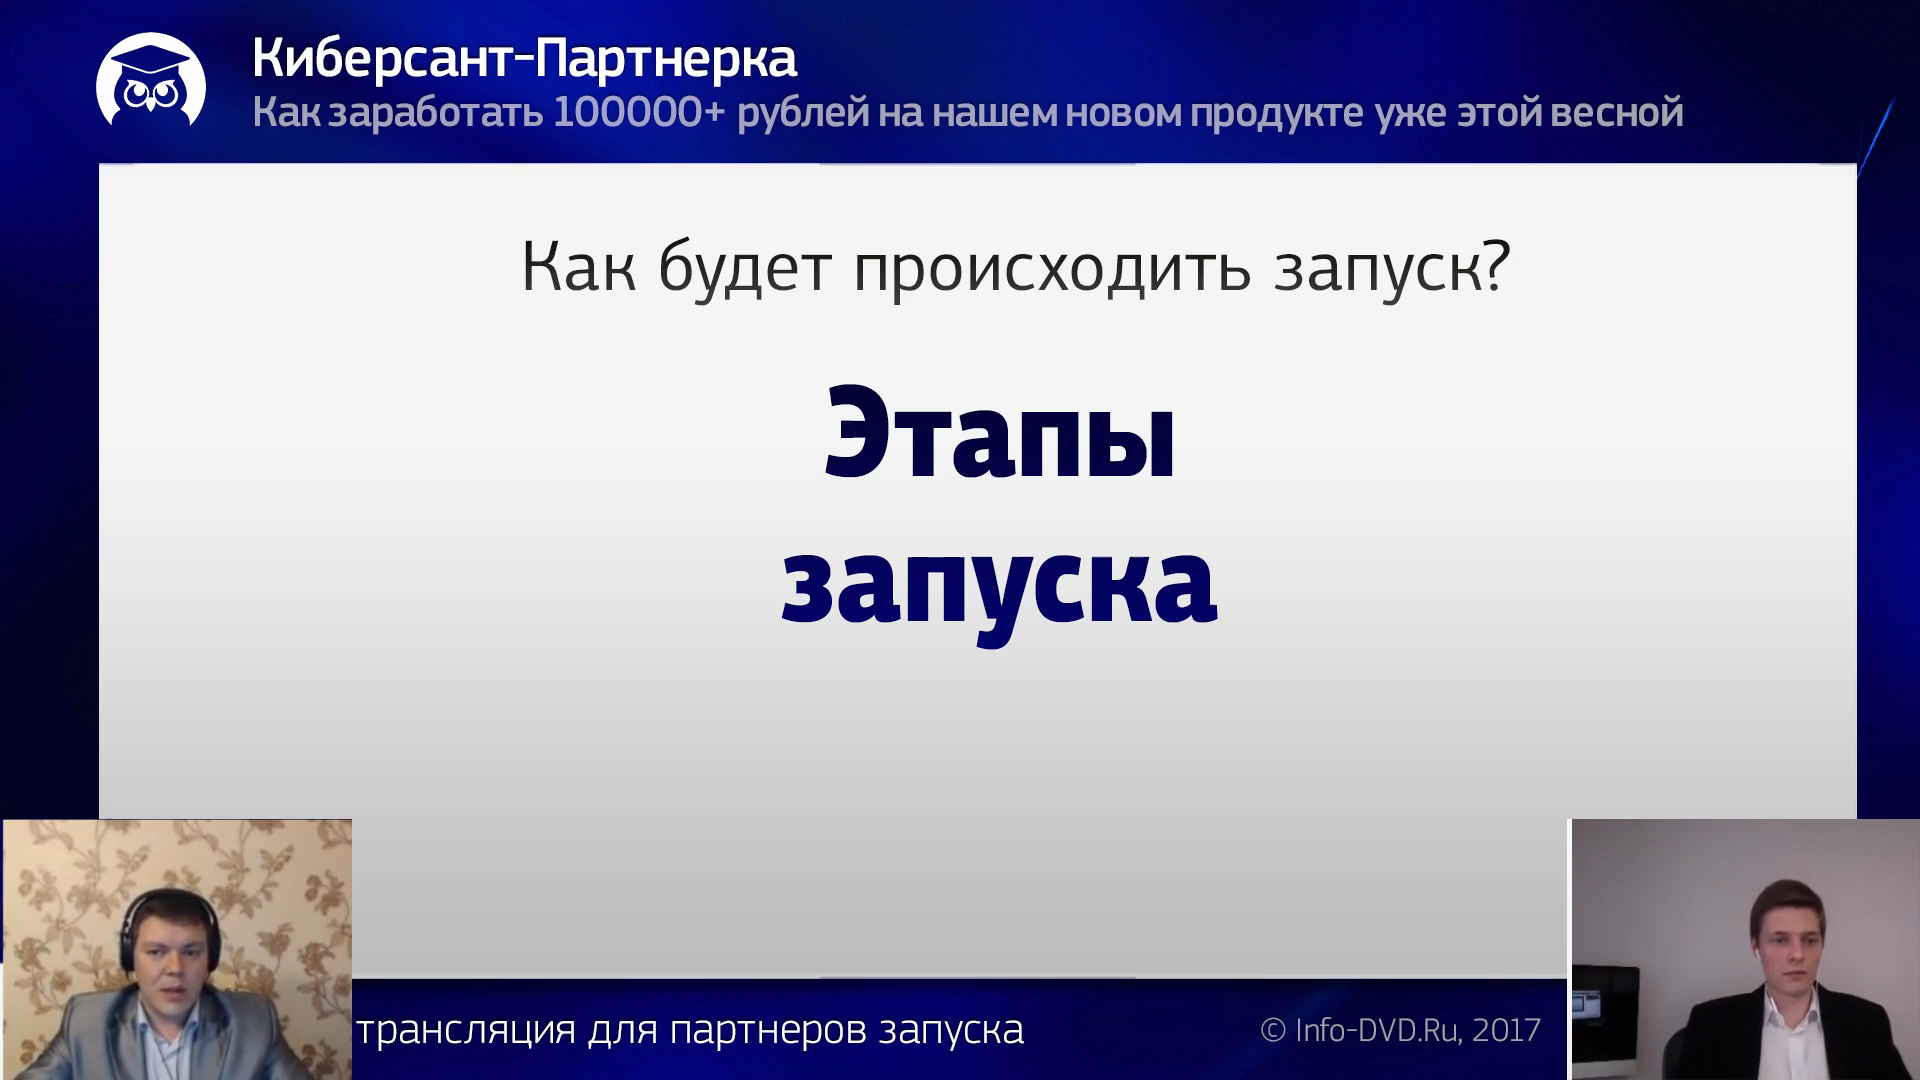 Киберсант-Партнерка
Как заработать 100000+ рублей на нашем новом продукте уже этой весной
Как будет происходить запуск?
Этапы
запуска
трансляция для партнеров запуска
© Info-DVD.Ru, 2017